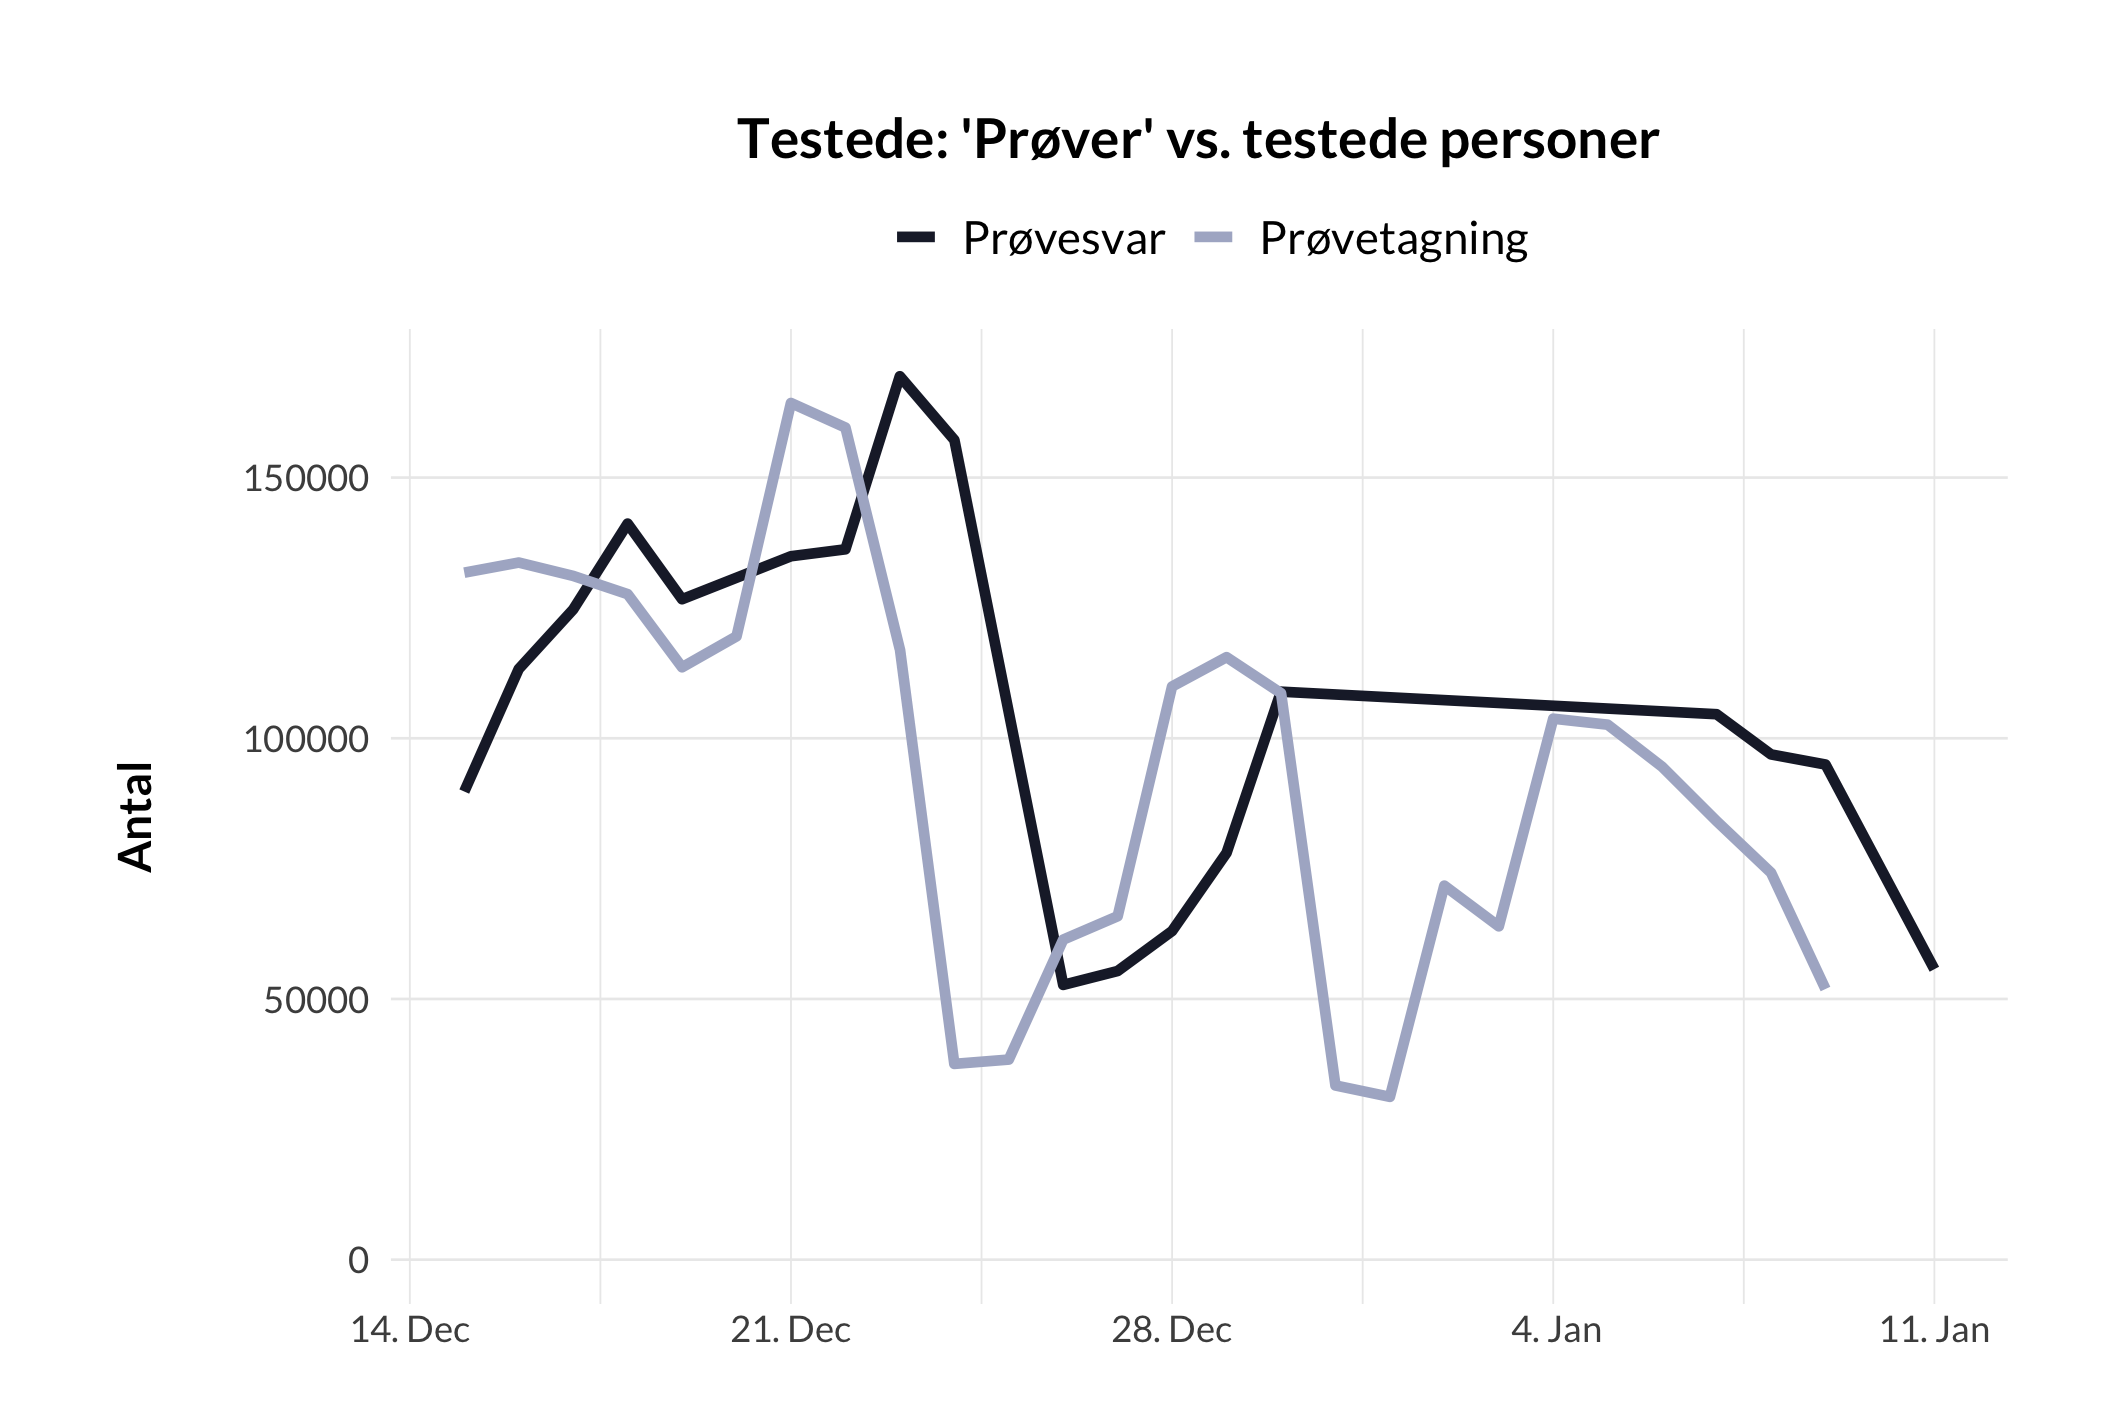 Testede: 'Prøver' vs. testede personer
Prøvesvar Prøvetagning
Antal
150000
100000
50000
0
14. Dec 21. Dec 28. Dec 4. Jan 11. Jan